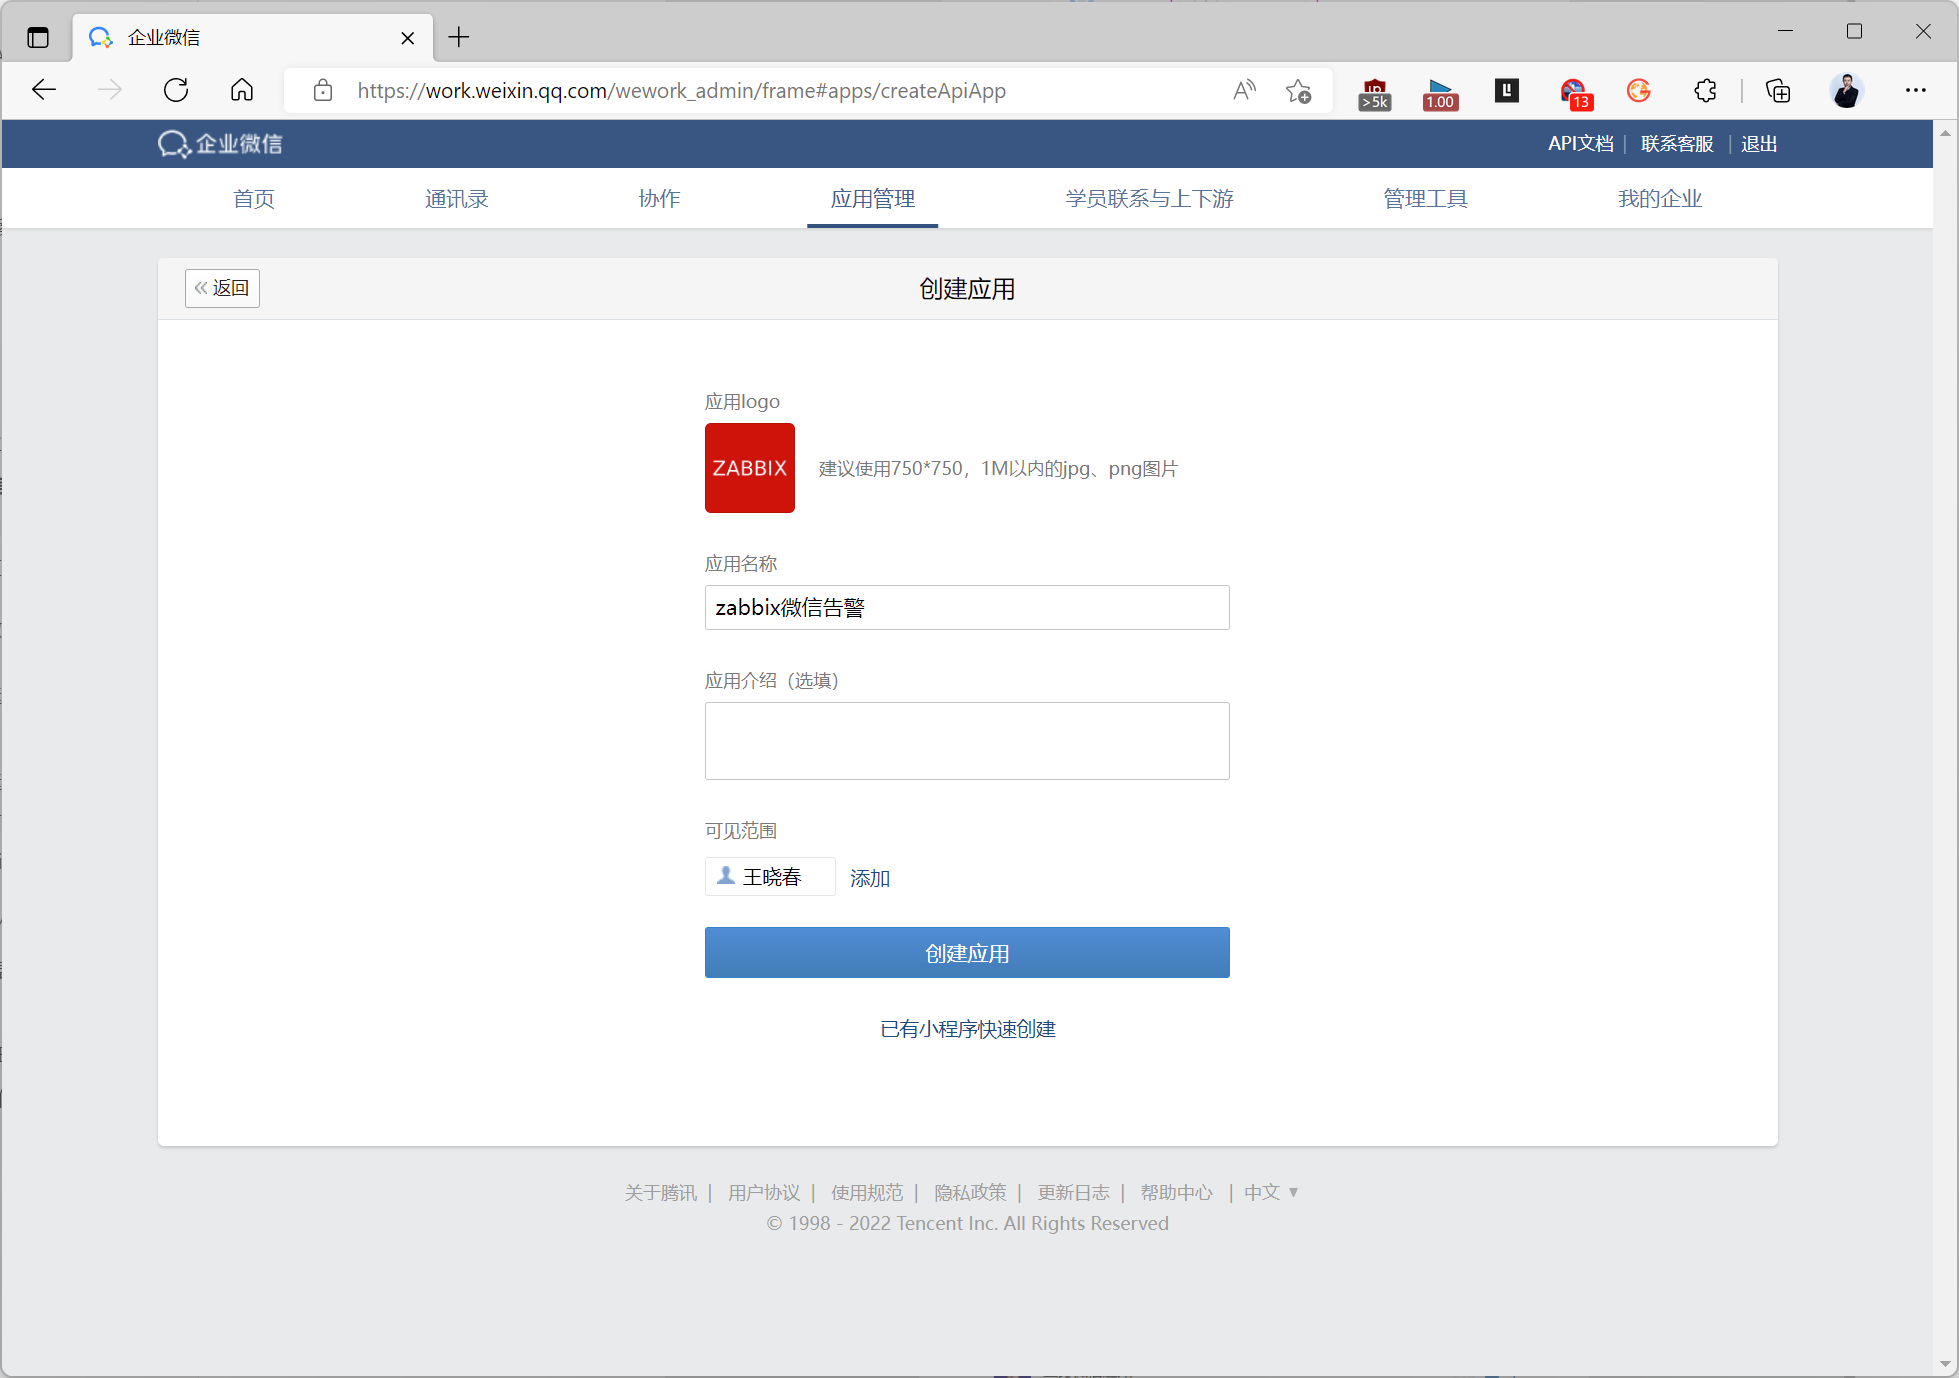 企业微信
https://work.weixin.qq.com/wework_admin/frame#apps/createApiApp
>5k
1.00
13
企业微信
API文档 | 联系客服 | 退出
首页 通讯录 协作 应用管理 学员联系与上下游 管理工具 我的企业
« 返回
创建应用
应用logo
ZABBIX
建议使用750*750，1M以内的jpg、png图片
应用名称
zabbix微信告警
应用介绍（选填）
可见范围
王晓春 添加
创建应用
已有小程序快速创建
关于腾讯 | 用户协议 | 使用规范 | 隐私政策 | 更新日志 | 帮助中心 | 中文 ▼
© 1998 - 2022 Tencent Inc. All Rights Reserved